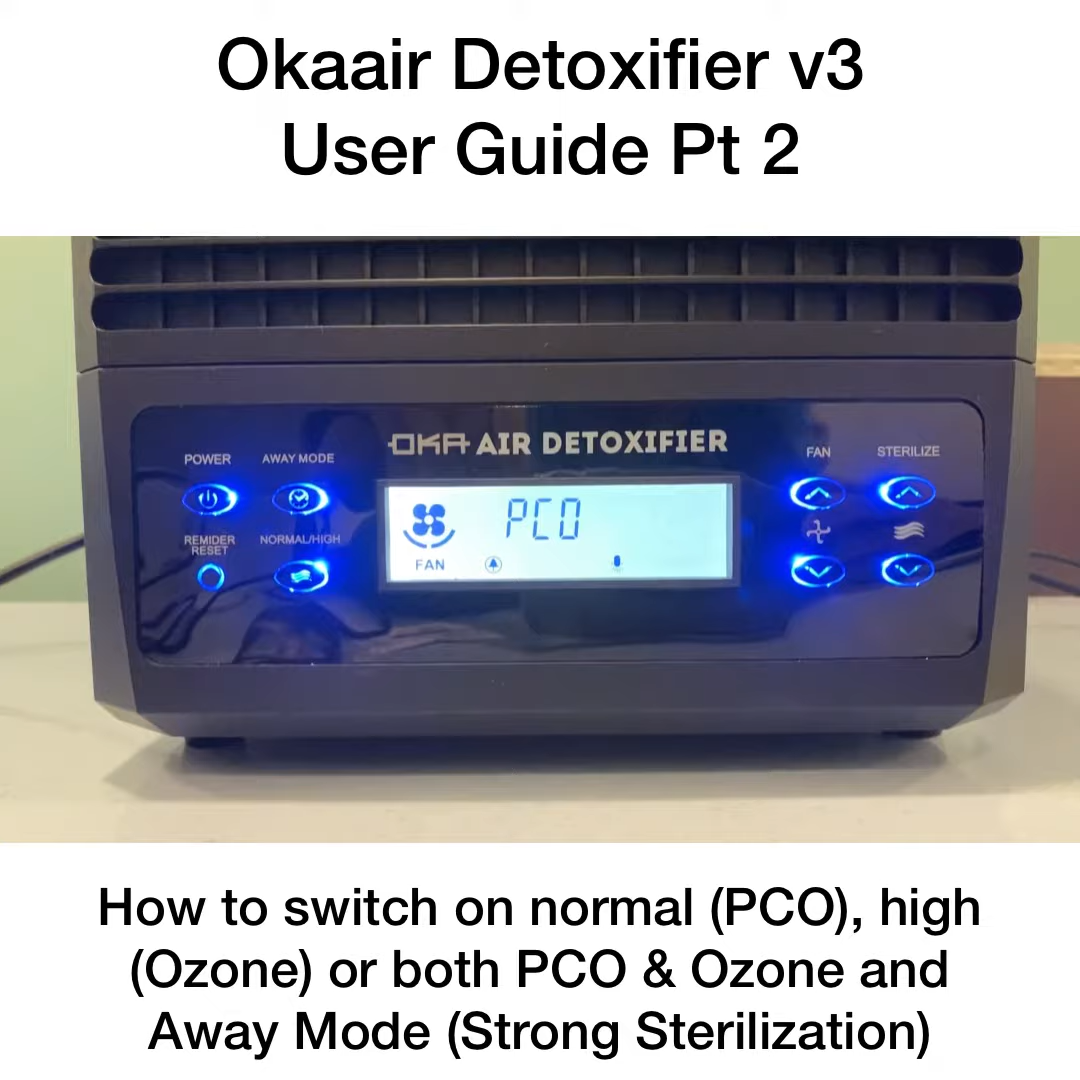 Okaair Detoxifier v3
User Guide Pt 2
OKA AIR DETOXIFIER
POWER
AWAY MODE
REMIDER
RESET
NORMAL/HIGH
PCO
FAN
FAN
STERILIZE
How to switch on normal (PCO), high
(Ozone) or both PCO & Ozone and
Away Mode (Strong Sterilization)